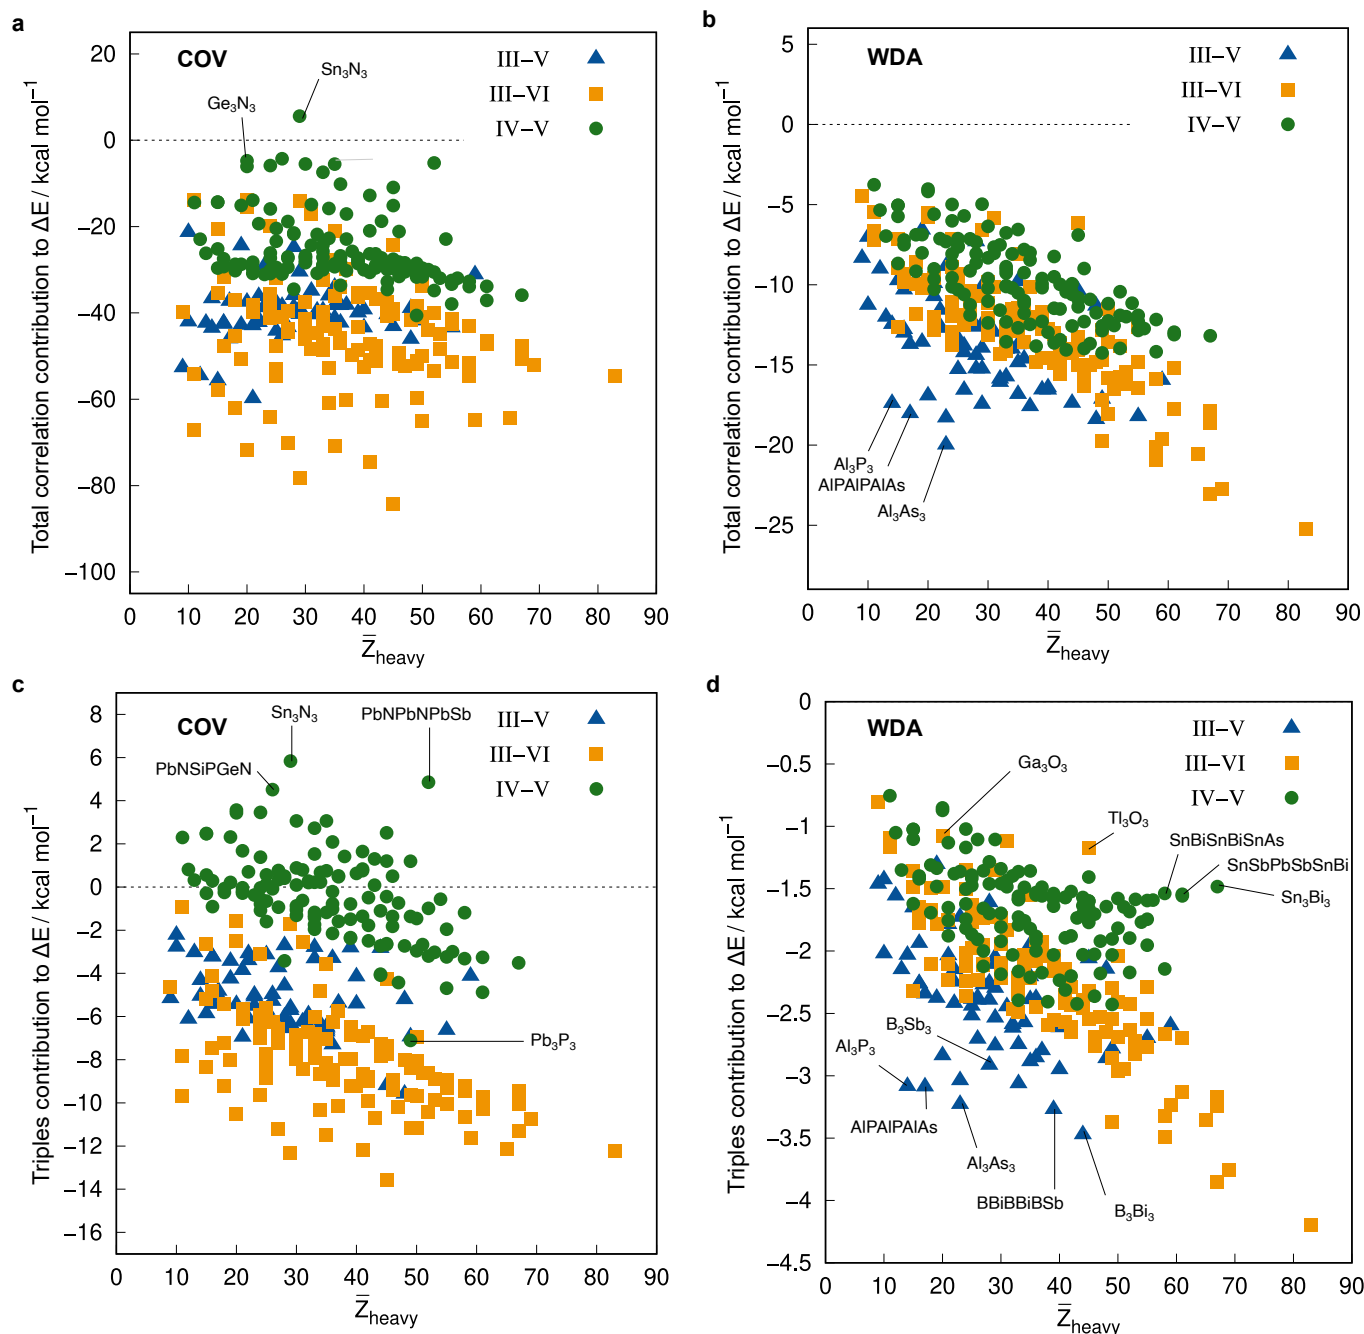 a
COV
III–V
III–VI
IV–V
Sn₃N₃
Ge₃N₃
20
0
−20
−40
−60
−80
−100
Total correlation contribution to ΔE / kcal mol⁻¹
0 10 20 30 40 50 60 70 80 90
Z̅heavy
b
WDA
III–V
III–VI
IV–V
5
0
−5
−10
−15
−20
−25
Al₃P₃
AlPAlPAlAs
Al₃As₃
Total correlation contribution to ΔE / kcal mol⁻¹
0 10 20 30 40 50 60 70 80 90
Z̅heavy
c
COV
III–V
III–VI
IV–V
Sn₃N₃
PbNPbNPbSb
PbNSiPGeN
Pb₃P₃
8
6
4
2
0
−2
−4
−6
−8
−10
−12
−14
−16
Triples contribution to ΔE / kcal mol⁻¹
0 10 20 30 40 50 60 70 80 90
Z̅heavy
d
WDA
III–V
III–VI
IV–V
Ga₃O₃
Tl₃O₃
SnBiSnBiSnAs
SnSbPbSbSnBi
Sn₃Bi₃
B₃Sb₃
Al₃P₃
AlPAlPAlAs
Al₃As₃
BBiBBiBSb
B₃Bi₃
0
−0.5
−1
−1.5
−2
−2.5
−3
−3.5
−4
−4.5
Triples contribution to ΔE / kcal mol⁻¹
0 10 20 30 40 50 60 70 80 90
Z̅heavy